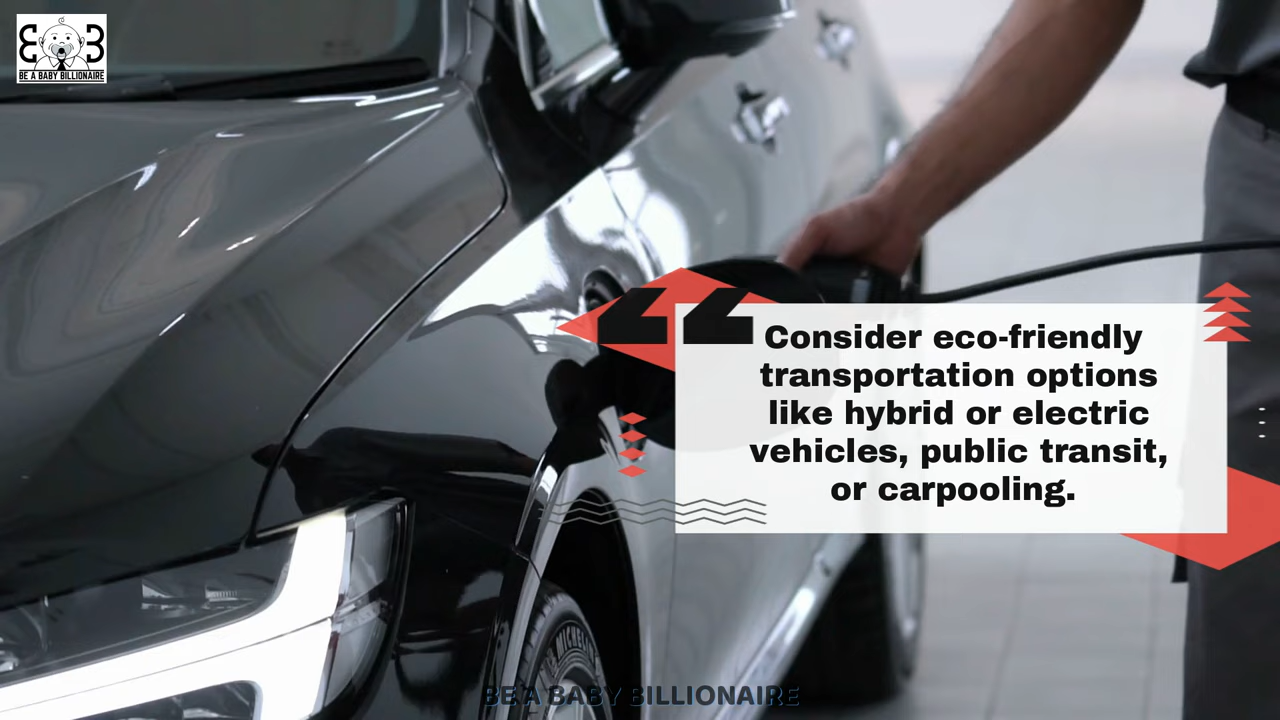 BE A BABY BILLIONAIRE
Consider eco-friendly
transportation options
like hybrid or electric
vehicles, public transit,
or carpooling.
MICHELIN
BE A BABY BILLIONAIRE